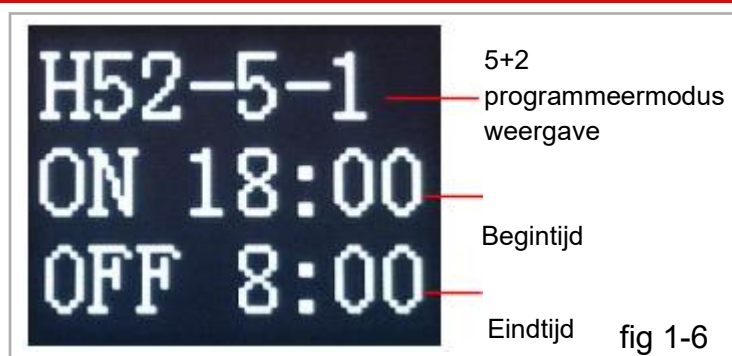 H52-5-1
5+2
programmeermodus
weergave
ON 18:00
Begintijd
OFF 8:00
Eindtijd
fig 1-6